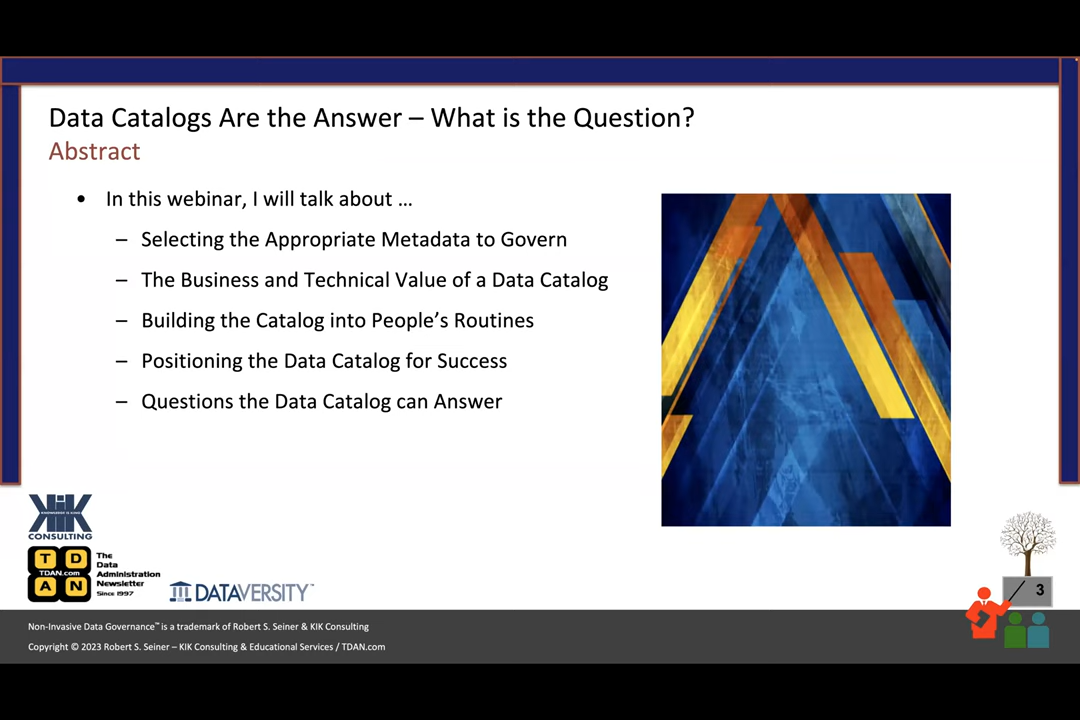 Data Catalogs Are the Answer – What is the Question?
Abstract
• In this webinar, I will talk about …
– Selecting the Appropriate Metadata to Govern
– The Business and Technical Value of a Data Catalog
– Building the Catalog into People’s Routines
– Positioning the Data Catalog for Success
– Questions the Data Catalog can Answer
KiK
KNOWLEDGE IS KING
CONSULTING
T D
TDAN.com
A N
The
Data
Administration
Newsletter
Since 1997
DATAVERSITY™
3
Non-Invasive Data Governance™ is a trademark of Robert S. Seiner & KIK Consulting
Copyright © 2023 Robert S. Seiner – KIK Consulting & Educational Services / TDAN.com